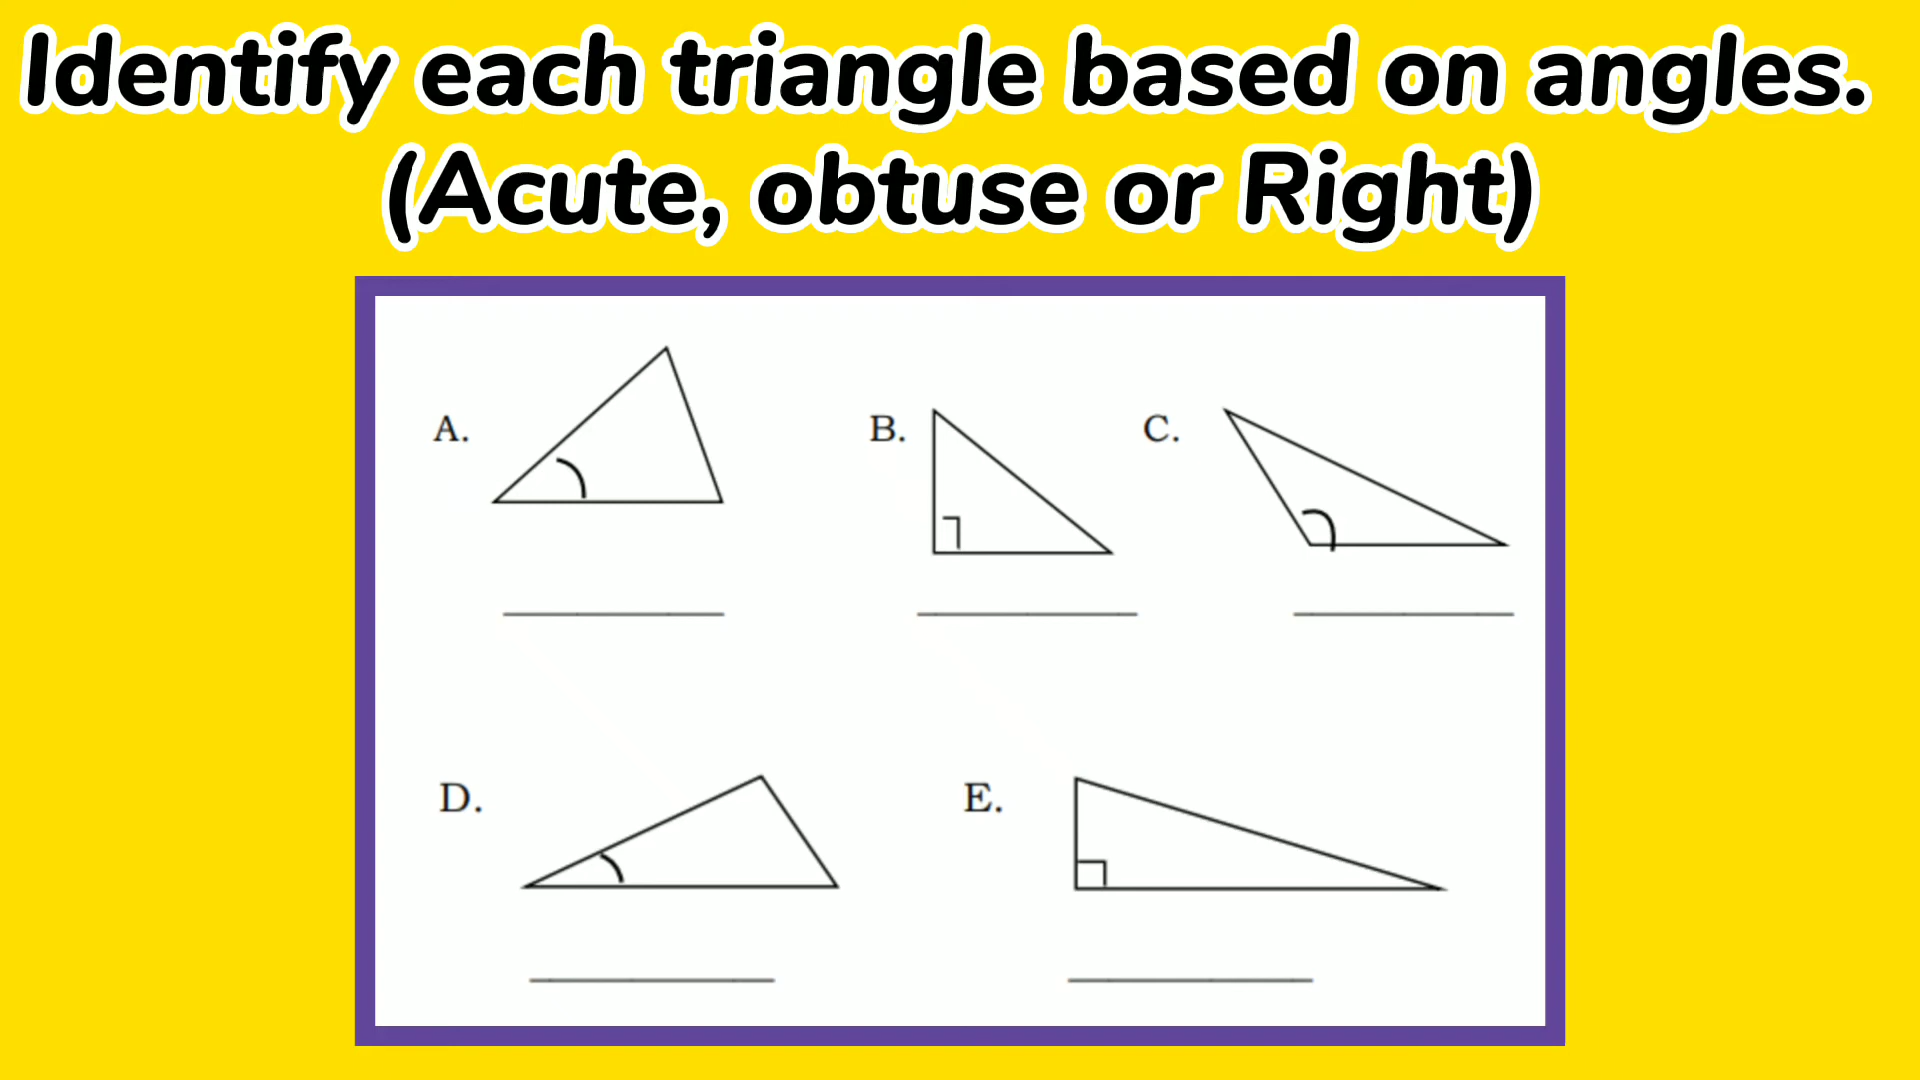 Identify each triangle based on angles.
(Acute, obtuse or Right)
A.
B.
C.
D.
E.